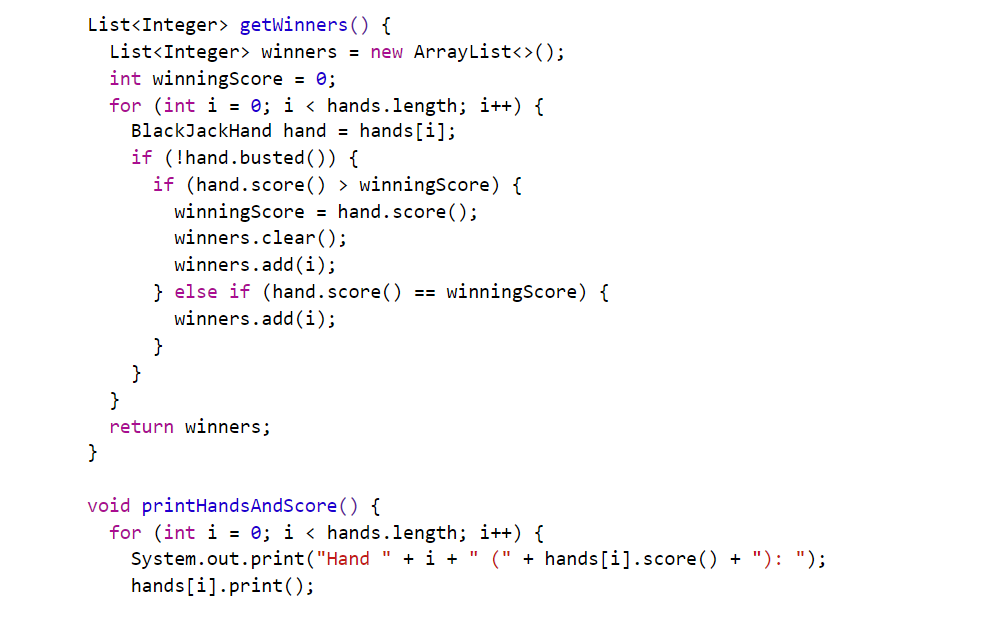 List<Integer> getWinners() {
  List<Integer> winners = new ArrayList<>();
  int winningScore = 0;
  for (int i = 0; i < hands.length; i++) {
    BlackJackHand hand = hands[i];
    if (!hand.busted()) {
      if (hand.score() > winningScore) {
        winningScore = hand.score();
        winners.clear();
        winners.add(i);
      } else if (hand.score() == winningScore) {
        winners.add(i);
      }
    }
  }
  return winners;
}

void printHandsAndScore() {
  for (int i = 0; i < hands.length; i++) {
    System.out.print("Hand " + i + " (" + hands[i].score() + "): ");
    hands[i].print();